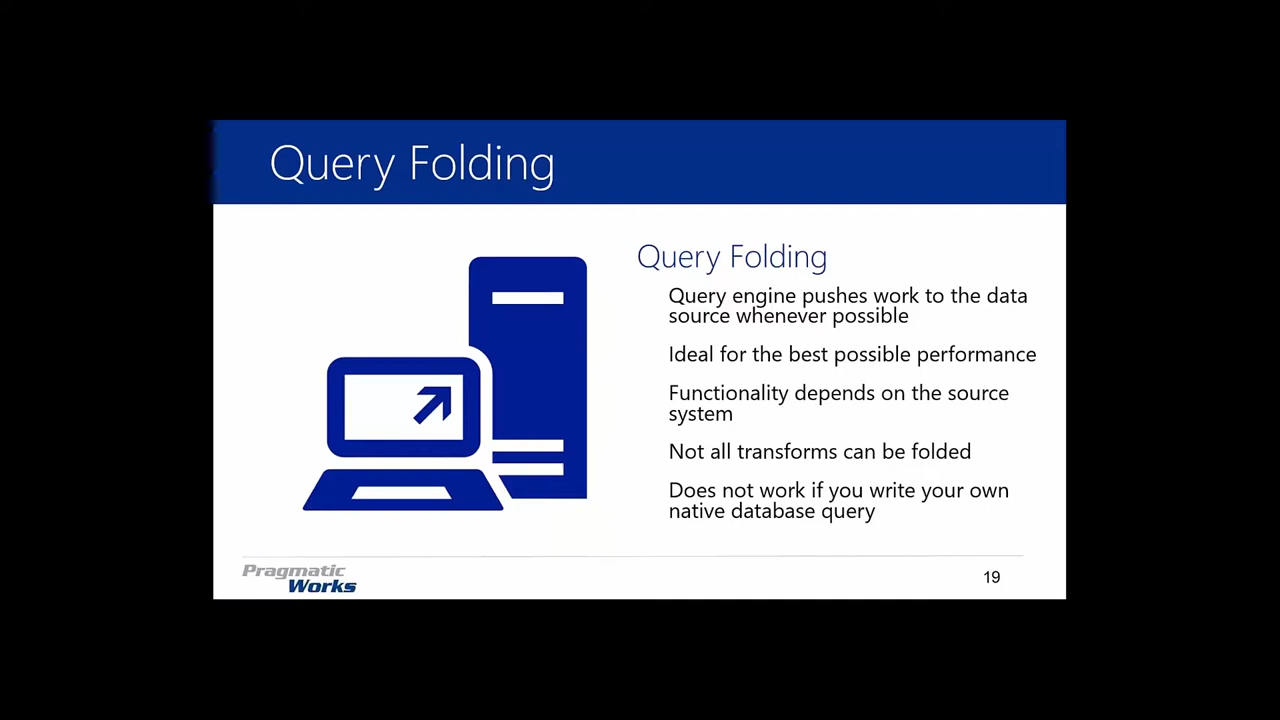 Query Folding
Query Folding
Query engine pushes work to the data
source whenever possible
Ideal for the best possible performance
Functionality depends on the source
system
Not all transforms can be folded
Does not work if you write your own
native database query
Pragmatic
Works
19